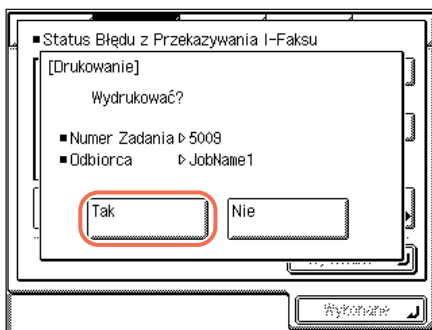 Status Błędu z Przekazywania I-Faksu
[Drukowanie]
Wydrukować?
Numer Zadania ▷ 5009
Odbiorca ▷ JobName1
Tak
Nie
Wykonane